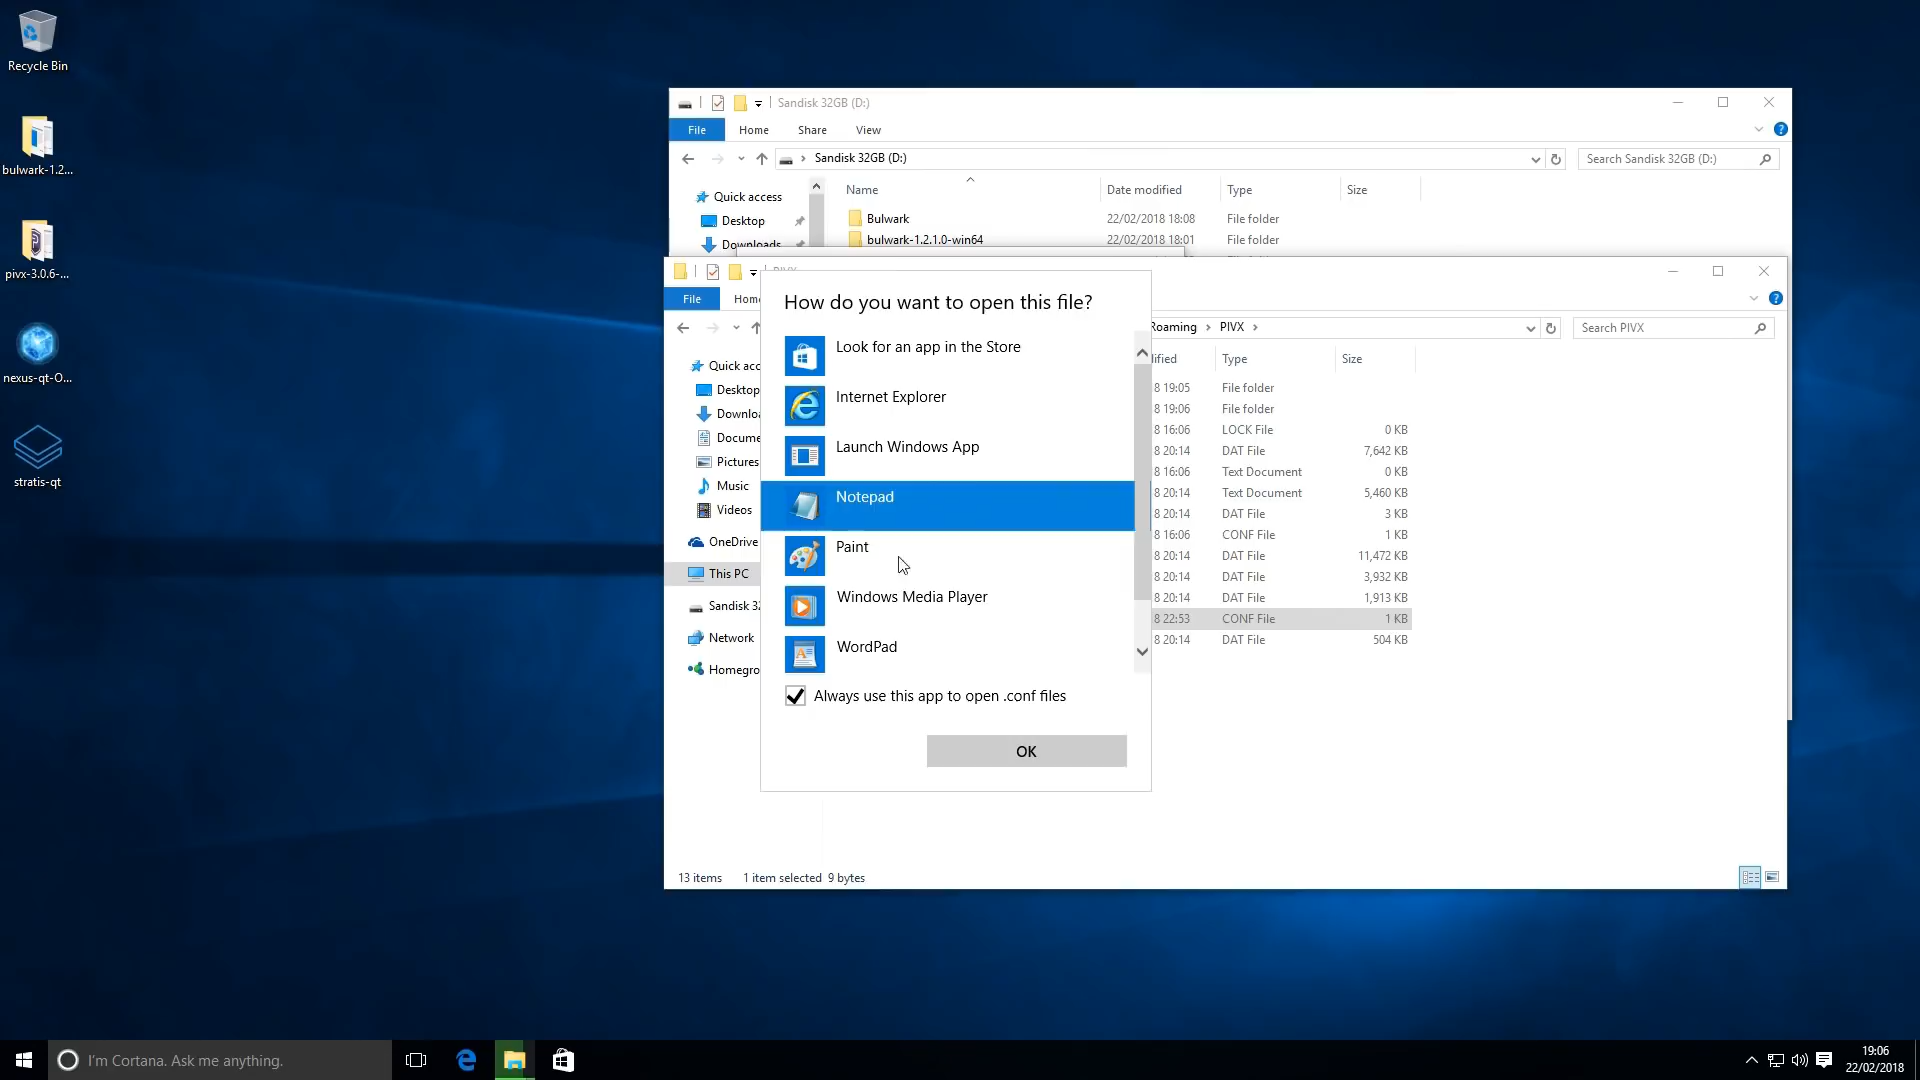 Recycle Bin
bulwark-1.2...
pivx-3.0.6-...
nexus-qt-O...
stratis-qt
Sandisk 32GB (D:)
File Home Share View
Sandisk 32GB (D:)
Search Sandisk 32GB (D:)
Quick access
Desktop
Downloads
Name Date modified Type Size
Bulwark 22/02/2018 18:08 File folder
bulwark-1.2.1.0-win64 22/02/2018 18:01 File folder
File Hom
Roaming PIVX
Search PIVX
Quick acc
Desktop
Downlo
Docume
Pictures
Music
Videos
OneDrive
This PC
Sandisk 32
Network
Homegro
ified Type Size
8 19:05 File folder
8 19:06 File folder
8 16:06 LOCK File 0 KB
8 20:14 DAT File 7,642 KB
8 16:06 Text Document 0 KB
8 20:14 Text Document 5,460 KB
8 20:14 DAT File 3 KB
8 16:06 CONF File 1 KB
8 20:14 DAT File 11,472 KB
8 20:14 DAT File 3,932 KB
8 20:14 DAT File 1,913 KB
8 22:53 CONF File 1 KB
8 20:14 DAT File 504 KB
How do you want to open this file?
Look for an app in the Store
Internet Explorer
Launch Windows App
Notepad
Paint
Windows Media Player
WordPad
Always use this app to open .conf files
OK
13 items 1 item selected 9 bytes
I'm Cortana. Ask me anything.
19:06
22/02/2018